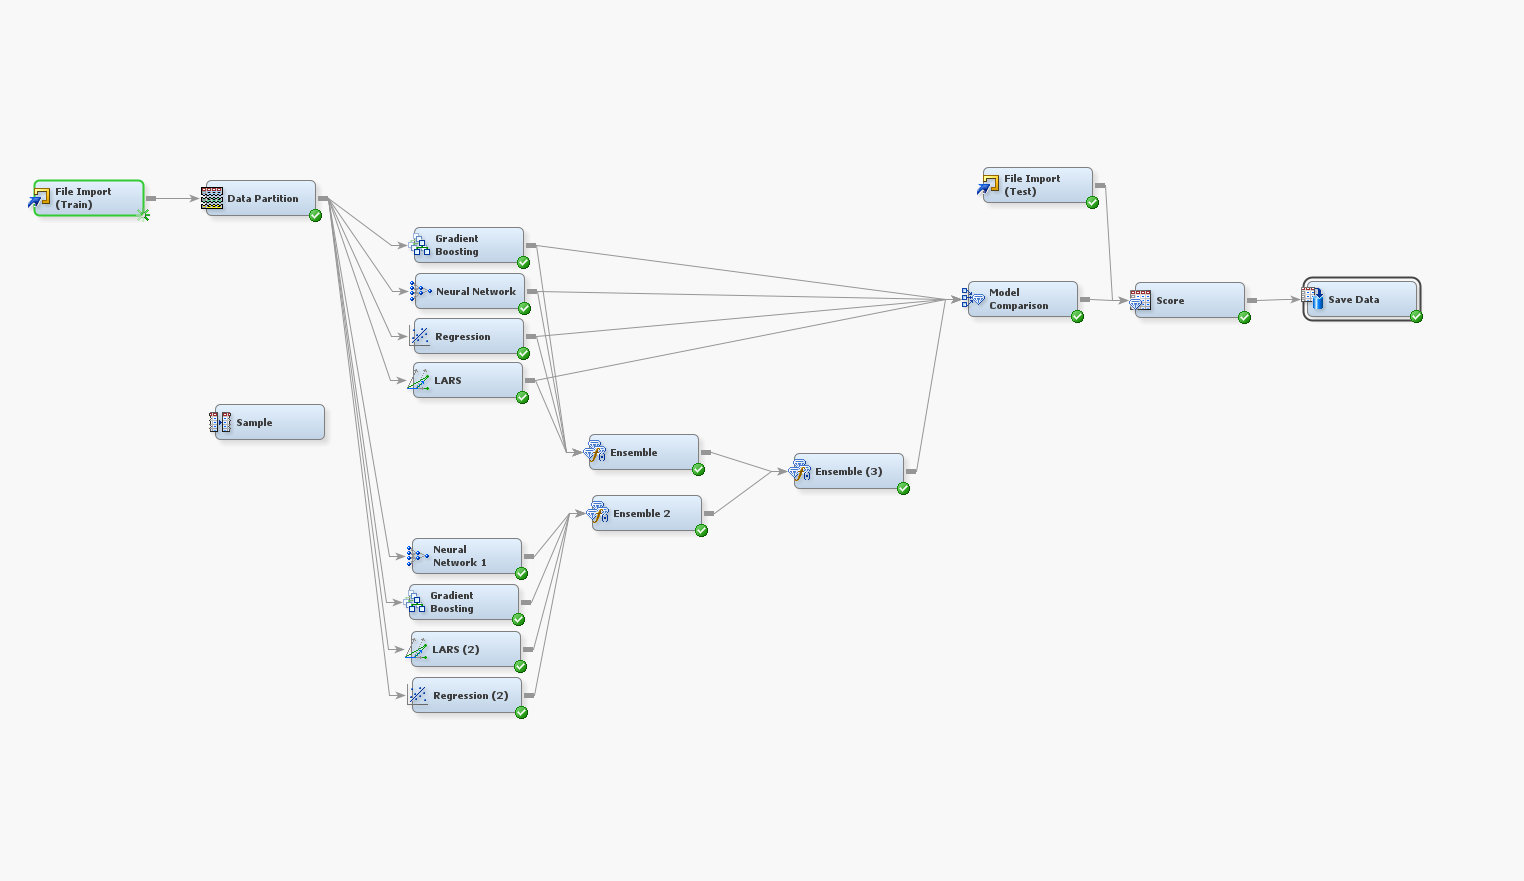 File Import
(Train)
Data Partition
Gradient
Boosting
Neural Network
Regression
LARS
Sample
Ensemble
Ensemble 2
Ensemble (3)
Neural
Network 1
Gradient
Boosting
LARS (2)
Regression (2)
File Import
(Test)
Model
Comparison
Score
Save Data